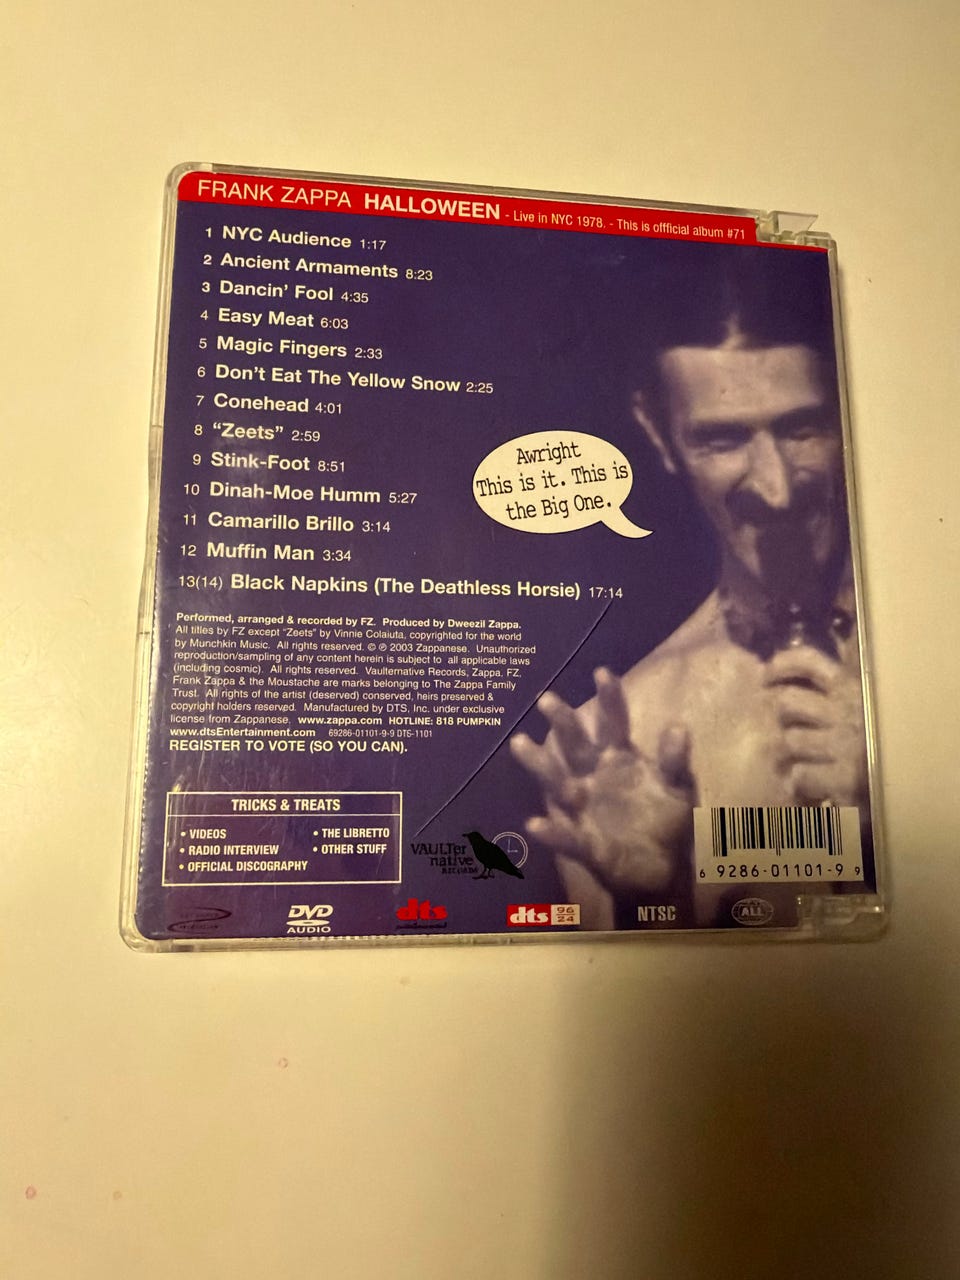 FRANK ZAPPA HALLOWEEN - Live in NYC 1978. - This is offficial album #71
1 NYC Audience 1:17
2 Ancient Armaments 8:23
3 Dancin' Fool 4:35
4 Easy Meat 6:03
5 Magic Fingers 2:33
6 Don't Eat The Yellow Snow 2:25
7 Conehead 4:01
8 "Zeets" 2:59
9 Stink-Foot 8:51
10 Dinah-Moe Humm 5:27
11 Camarillo Brillo 3:14
12 Muffin Man 3:34
13(14) Black Napkins (The Deathless Horsie) 17:14
Awright
This is it. This is
the Big One.
Performed, arranged & recorded by FZ. Produced by Dweezil Zappa.
All titles by FZ except "Zeets" by Vinnie Colaiuta, copyrighted for the world
by Munchkin Music. All rights reserved. © ℗ 2003 Zappanese. Unauthorized
reproduction/sampling of any content herein is subject to all applicable laws
(including cosmic). All rights reserved. Vaulternative Records, Zappa, FZ,
Frank Zappa & the Moustache are marks belonging to The Zappa Family
Trust. All rights of the artist (deserved) conserved, heirs preserved &
copyright holders reserved. Manufactured by DTS, Inc. under exclusive
license from Zappanese. www.zappa.com HOTLINE: 818 PUMPKIN
www.dtsEntertainment.com 69286-01101-9-9 DTS-1101
REGISTER TO VOTE (SO YOU CAN).
TRICKS & TREATS
• VIDEOS
• RADIO INTERVIEW
• OFFICIAL DISCOGRAPHY
• THE LIBRETTO
• OTHER STUFF
VAULTer
native
RECORDS
6 9286-01101-9 9
DVD
AUDIO
dts
dts 96/24
NTSC
ALL